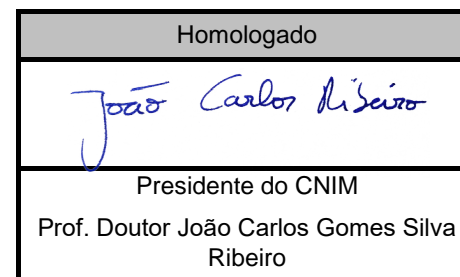 Homologado
João Carlos Ribeiro
Presidente do CNIM
Prof. Doutor João Carlos Gomes Silva
Ribeiro